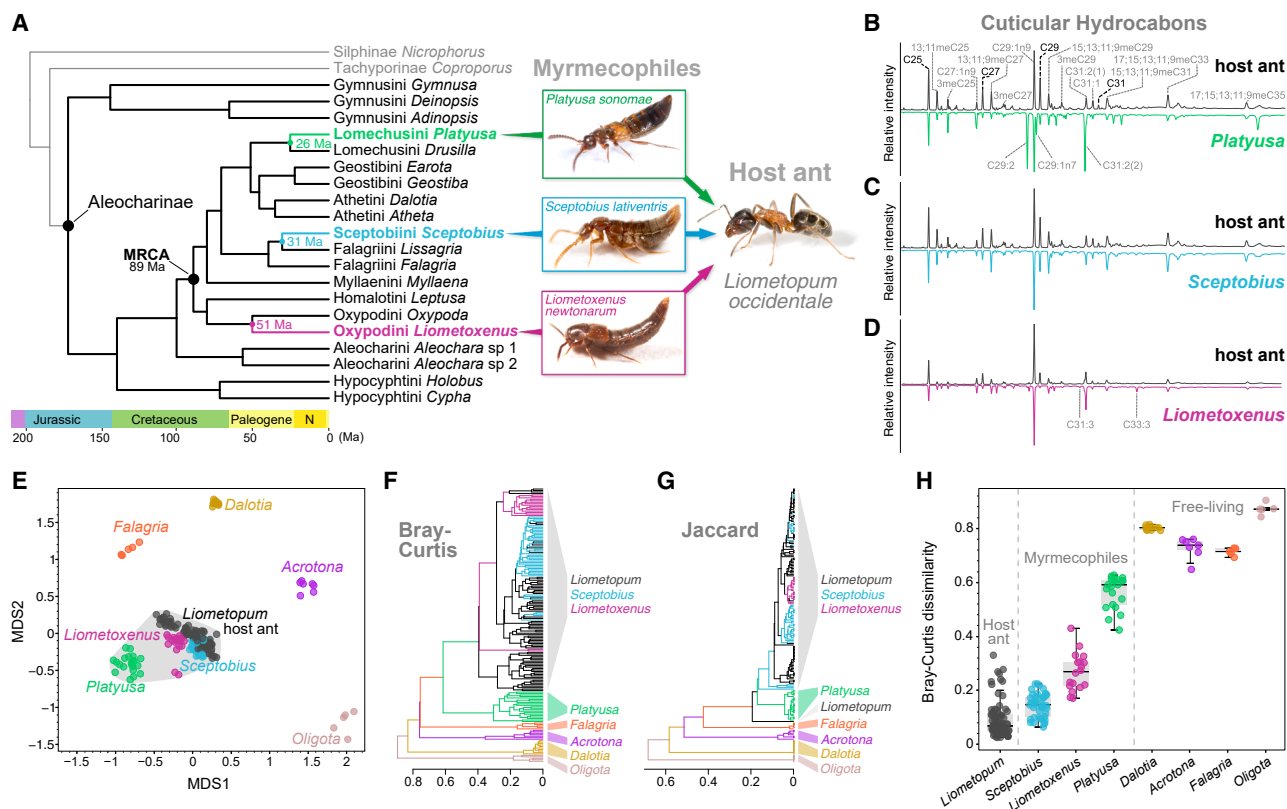 A
Silphinae Nicrophorus
Tachyporinae Coproporus
Gymnusini Gymnusa
Gymnusini Deinopsis
Gymnusini Adinopsis
Lomechusini Platyusa
26 Ma
Lomechusini Drusilla
Geostibini Earota
Geostibini Geostiba
Athetini Dalotia
Athetini Atheta
Sceptobiini Sceptobius
31 Ma
Falagriini Lissagria
Falagriini Falagria
Myllaenini Myllaena
Homalotini Leptusa
Oxypodini Oxypoda
51 Ma
Oxypodini Liometoxenus
Aleocharini Aleochara sp 1
Aleocharini Aleochara sp 2
Hypocyphtini Holobus
Hypocyphtini Cypha
Aleocharinae
MRCA
89 Ma
Jurassic
Cretaceous
Paleogene
N
200
100
50
0
(Ma)
Myrmecophiles
Platyusa sonomae
Sceptobius lativentris
Liometoxenus
newtonarum
Host ant
Liometopum
occidentale
Cuticular Hydrocabons
B
Relative intensity
C25
13;11meC25
3meC25
C27:1n9
C27
13;11;9meC27
3meC27
C29:1n9
C29
3meC29
15;13;11;9meC29
C31:2(1)
C31:1
C31
15;13;11;9meC31
17;15;13;11;9meC33
17;15;13;11;9meC35
host ant
Platyusa
C29:2
C29:1n7
C31:2(2)
C
Relative intensity
host ant
Sceptobius
D
Relative intensity
host ant
Liometoxenus
C31:3
C33:3
E
MDS2
1.5
1
0.5
0
−0.5
−1
−1.5
−1.5
−1
−0.5
0
0.5
1
1.5
2
MDS1
Dalotia
Falagria
Acrotona
Liometopum
host ant
Liometoxenus
Sceptobius
Platyusa
Oligota
F
Bray-
Curtis
Liometopum
Sceptobius
Liometoxenus
Platyusa
Falagria
Acrotona
Dalotia
Oligota
0.8
0.6
0.4
0.2
0
G
Jaccard
Liometopum
Sceptobius
Liometoxenus
Platyusa
Liometopum
Falagria
Acrotona
Dalotia
Oligota
0.6
0.4
0.2
0
H
Bray-Curtis dissimilarity
0.8
0.6
0.4
0.2
0
Host
ant
Myrmecophiles
Free-living
Liometopum
Sceptobius
Liometoxenus
Platyusa
Dalotia
Acrotona
Falagria
Oligota